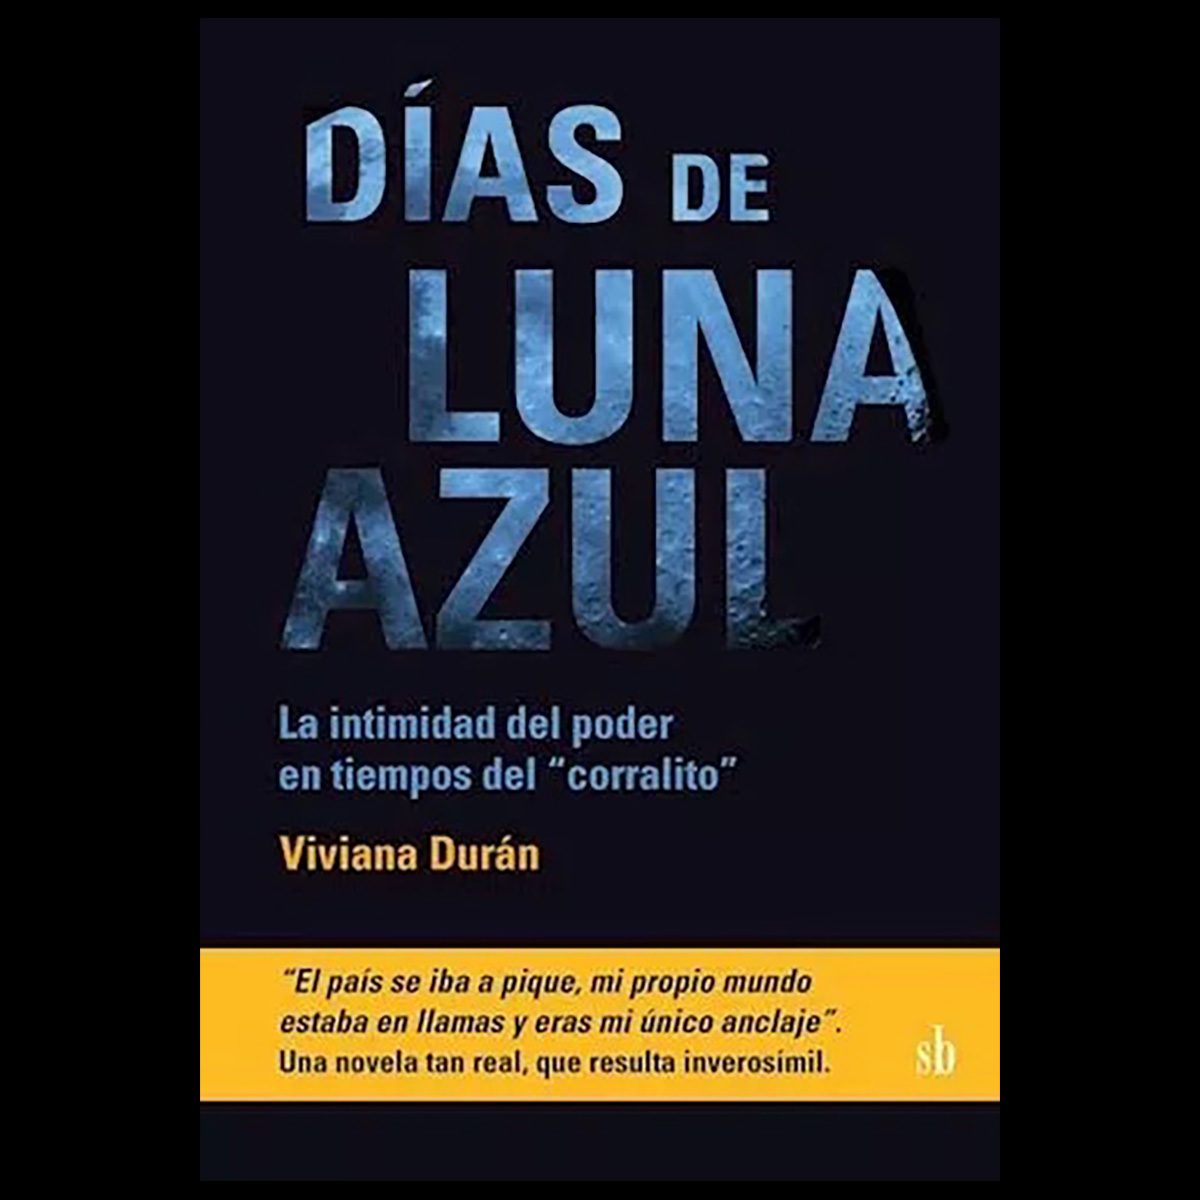 DÍAS DE
LUNA
AZUL
La intimidad del poder
en tiempos del “corralito”
Viviana Durán
“El país se iba a pique, mi propio mundo
estaba en llamas y eras mi único anclaje”.
Una novela tan real, que resulta inverosímil.
sb